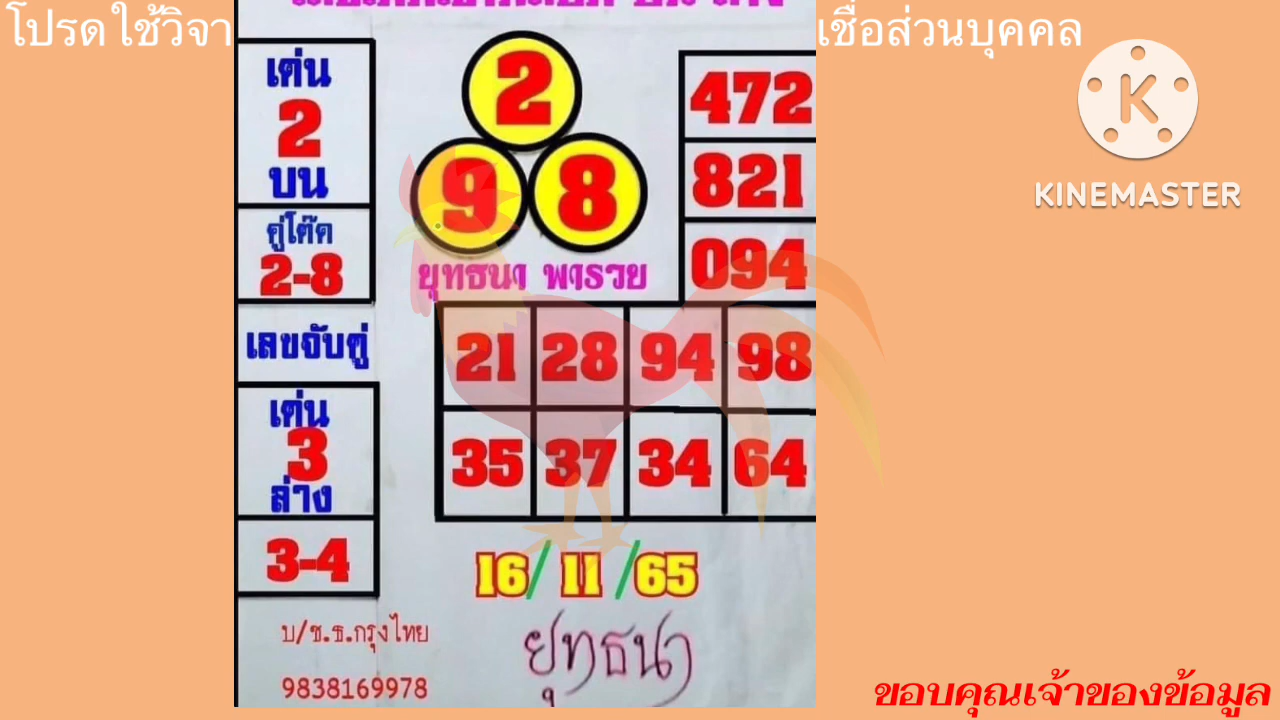 โปรดใช้วิจา
เชื่อส่วนบุคคล
KINEMASTER
เด่น
2
บน
คู่โต๊ด
2-8
เลขจับคู่
เด่น
3
ล่าง
3-4
2
9 8
ยุทธนา พารวย
472
821
094
21 28 94 98
35 37 34 64
16/11/65
บ/ช.ธ.กรุงไทย
9838169978
ยุทธนา
ขอบคุณเจ้าของข้อมูล